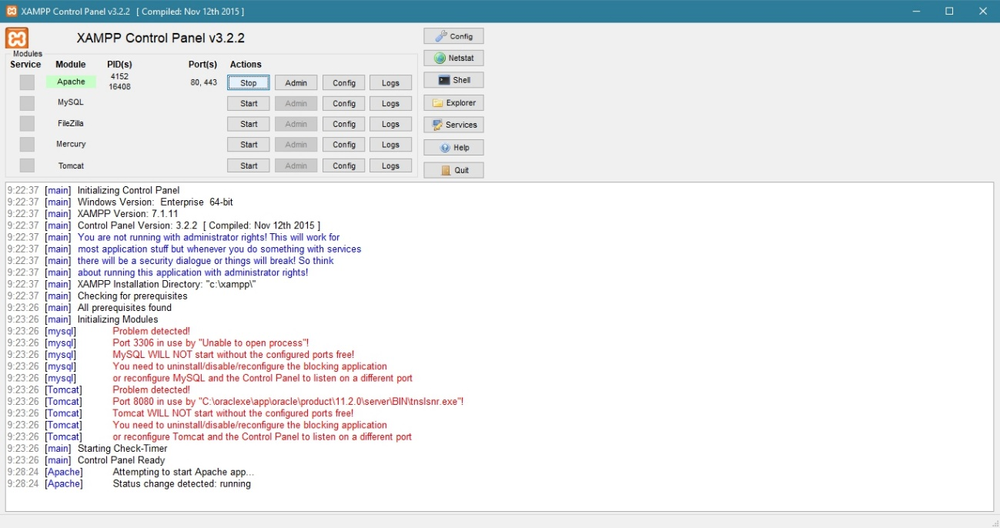 XAMPP Control Panel v3.2.2 [ Compiled: Nov 12th 2015 ]
XAMPP Control Panel v3.2.2
Config
Modules
Service Module PID(s) Port(s) Actions
Netstat
Apache 4152 16408 80, 443 Stop Admin Config Logs
Shell
MySQL Start Admin Config Logs
Explorer
FileZilla Start Admin Config Logs
Services
Mercury Start Admin Config Logs
Help
Tomcat Start Admin Config Logs
Quit
9:22:37 [main] Initializing Control Panel
9:22:37 [main] Windows Version: Enterprise 64-bit
9:22:37 [main] XAMPP Version: 7.1.11
9:22:37 [main] Control Panel Version: 3.2.2 [ Compiled: Nov 12th 2015 ]
9:22:37 [main] You are not running with administrator rights! This will work for
9:22:37 [main] most application stuff but whenever you do something with services
9:22:37 [main] there will be a security dialogue or things will break! So think
9:22:37 [main] about running this application with administrator rights!
9:22:37 [main] XAMPP Installation Directory: "c:\xampp\"
9:22:37 [main] Checking for prerequisites
9:23:26 [main] All prerequisites found
9:23:26 [main] Initializing Modules
9:23:26 [mysql] Problem detected!
9:23:26 [mysql] Port 3306 in use by "Unable to open process"!
9:23:26 [mysql] MySQL WILL NOT start without the configured ports free!
9:23:26 [mysql] You need to uninstall/disable/reconfigure the blocking application
9:23:26 [mysql] or reconfigure MySQL and the Control Panel to listen on a different port
9:23:26 [Tomcat] Problem detected!
9:23:26 [Tomcat] Port 8080 in use by "C:\oraclexe\app\oracle\product\11.2.0\server\BIN\tnslsnr.exe"!
9:23:26 [Tomcat] Tomcat WILL NOT start without the configured ports free!
9:23:26 [Tomcat] You need to uninstall/disable/reconfigure the blocking application
9:23:26 [Tomcat] or reconfigure Tomcat and the Control Panel to listen on a different port
9:23:26 [main] Starting Check-Timer
9:23:26 [main] Control Panel Ready
9:28:24 [Apache] Attempting to start Apache app...
9:28:24 [Apache] Status change detected: running